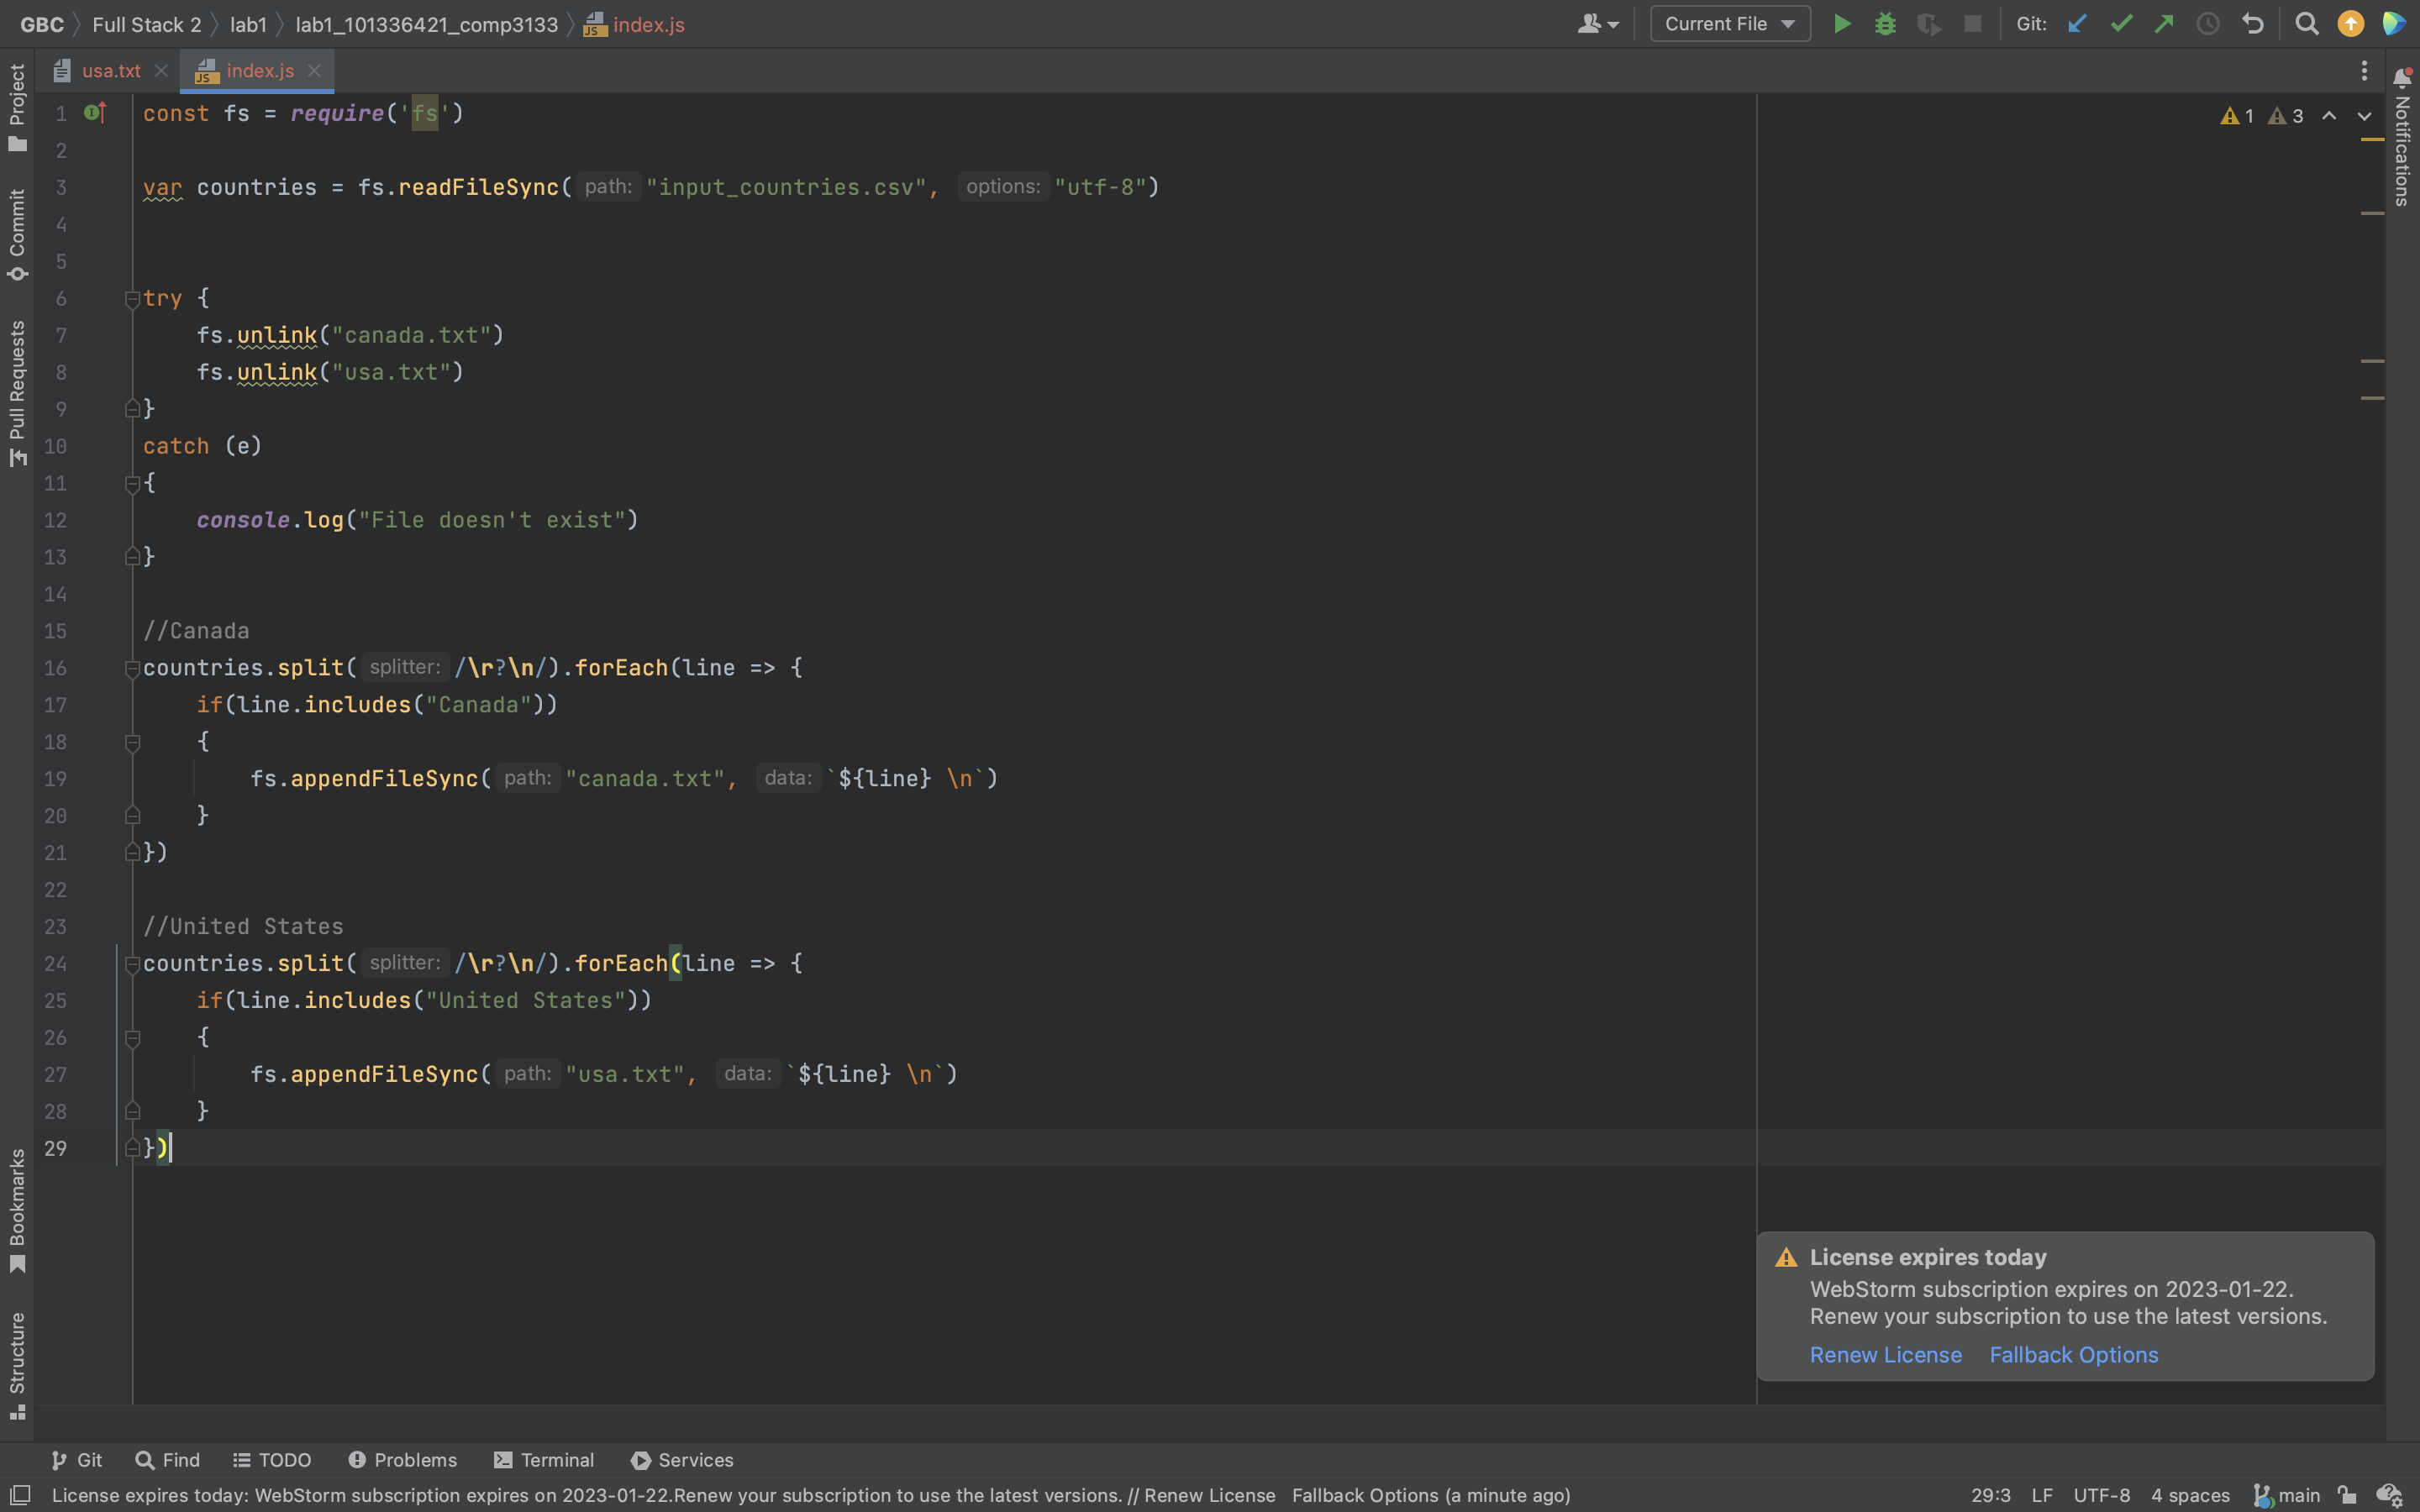 GBC Full Stack 2 lab1 lab1_101336421_comp3133 JS index.js Current File Git:
usa.txt JS index.js
Project
Commit
Pull Requests
Bookmarks
Structure
Notifications
1 3
1 const fs = require('fs')
2
3 var countries = fs.readFileSync( path: "input_countries.csv", options: "utf-8")
4
5
6 try {
7 fs.unlink("canada.txt")
8 fs.unlink("usa.txt")
9 }
10 catch (e)
11 {
12 console.log("File doesn't exist")
13 }
14
15 //Canada
16 countries.split( splitter: /\r?\n/).forEach(line => {
17 if(line.includes("Canada"))
18 {
19 fs.appendFileSync( path: "canada.txt", data: `${line} \n`)
20 }
21 })
22
23 //United States
24 countries.split( splitter: /\r?\n/).forEach(line => {
25 if(line.includes("United States"))
26 {
27 fs.appendFileSync( path: "usa.txt", data: `${line} \n`)
28 }
29 })
License expires today
WebStorm subscription expires on 2023-01-22.
Renew your subscription to use the latest versions.
Renew License Fallback Options
Git Find TODO Problems Terminal Services
License expires today: WebStorm subscription expires on 2023-01-22.Renew your subscription to use the latest versions. // Renew License Fallback Options (a minute ago) 29:3 LF UTF-8 4 spaces main